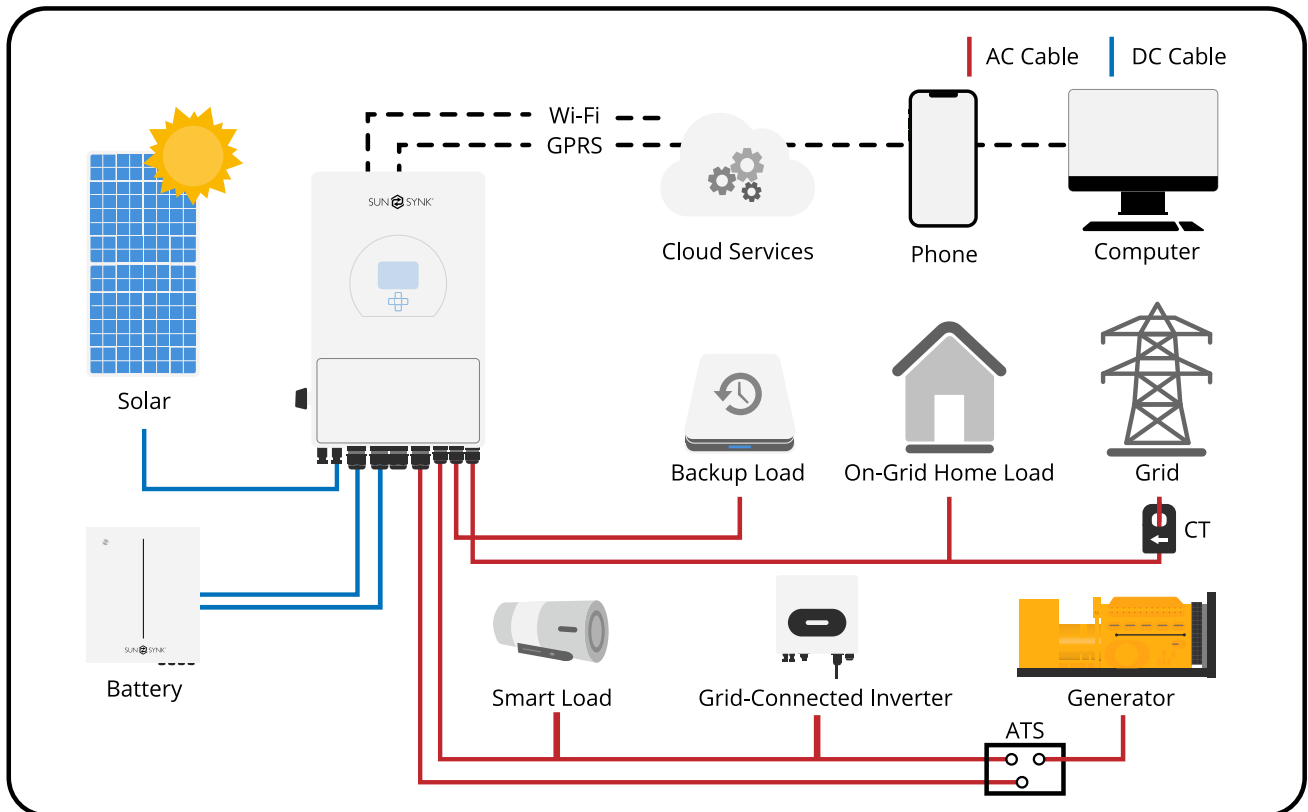 AC Cable
DC Cable
Wi-Fi
GPRS
SUN SYNK
Cloud Services
Phone
Computer
Solar
Backup Load
On-Grid Home Load
Grid
CT
SUN SYNK
Battery
Smart Load
Grid-Connected Inverter
Generator
ATS